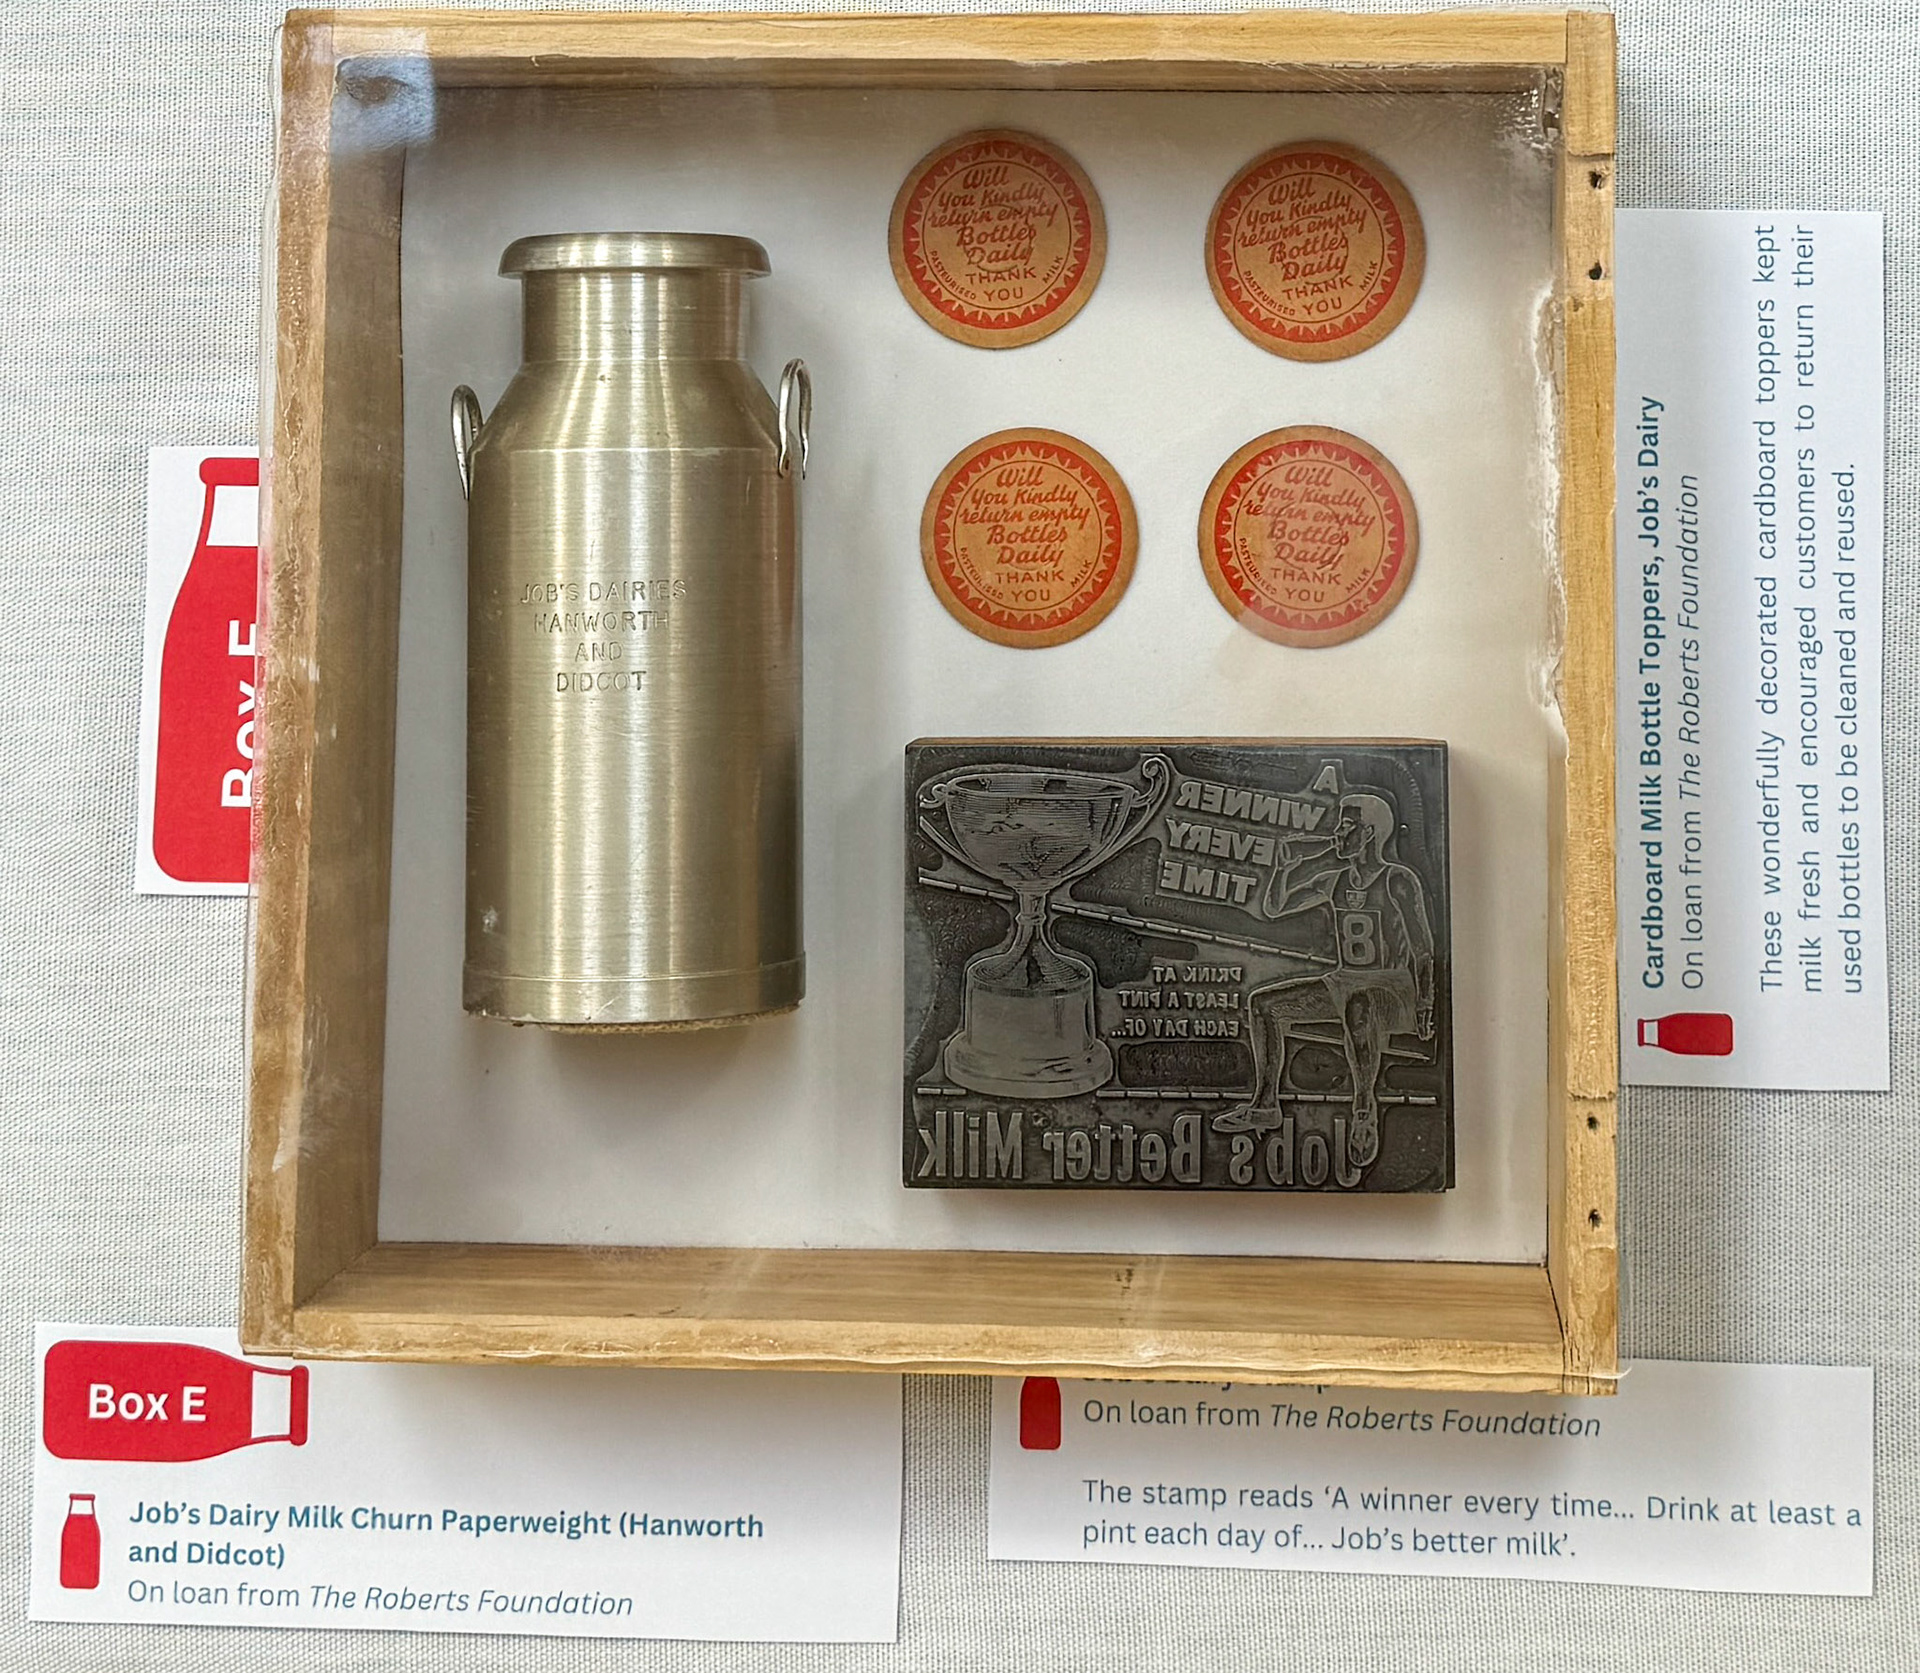 Will
You Kindly
return empty
Bottles
Daily
THANK
YOU
PASTEURISED MILK
Will
You Kindly
return empty
Bottles
Daily
THANK
YOU
PASTEURISED MILK
Will
You Kindly
return empty
Bottles
Daily
THANK
YOU
PASTEURISED MILK
Will
You Kindly
return empty
Bottles
Daily
THANK
YOU
PASTEURISED MILK
JOB'S DAIRIES
HANWORTH
AND
DIDCOT
A
WINNER
EVERY
TIME
8
DRINK AT
LEAST A PINT
EACH DAY OF...
Job's Better Milk
Box E
Cardboard Milk Bottle Toppers, Job's Dairy
On loan from The Roberts Foundation
These wonderfully decorated cardboard toppers kept
milk fresh and encouraged customers to return their
used bottles to be cleaned and reused.
Box E
Job's Dairy Milk Churn Paperweight (Hanworth
and Didcot)
On loan from The Roberts Foundation
On loan from The Roberts Foundation
The stamp reads 'A winner every time... Drink at least a
pint each day of... Job's better milk'.